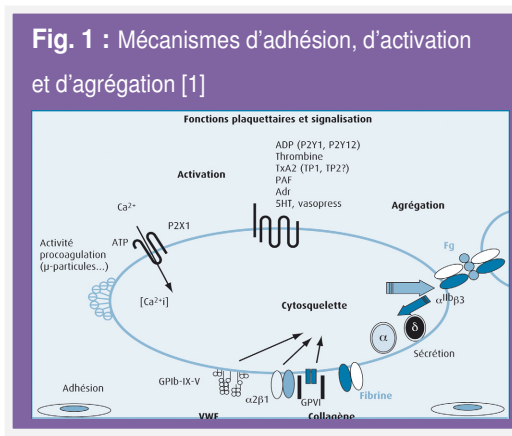 Fig. 1 : Mécanismes d'adhésion, d'activation
et d'agrégation [1]
Fonctions plaquettaires et signalisation
ADP (P2Y1, P2Y12)
Thrombine
TxA2 (TP1, TP2?)
PAF
Adr
5HT, vasopress
Activation
Agrégation
Ca2+
P2X1
ATP
Activité
procoagulation
(µ-particules...)
[Ca2+i]
Fg
αIIbβ3
Cytosquelette
α
δ
Sécrétion
GPIb-IX-V
α2β1
GPVI
Fibrine
Adhésion
VWF
Collagène